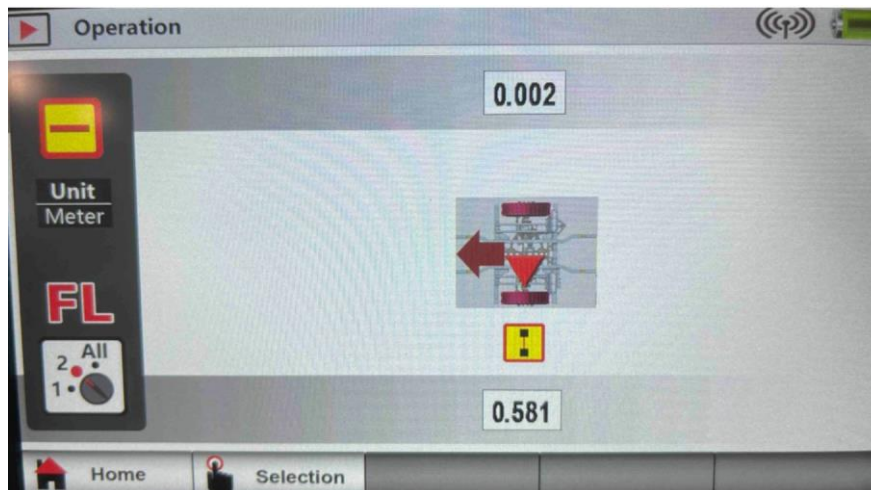 Operation
0.002
Unit
Meter
FL
2 All
1
0.581
Home
Selection